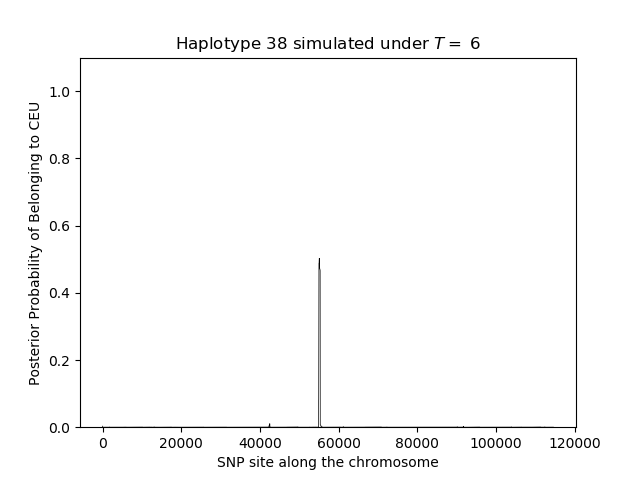 Haplotype 38 simulated under T = 6
Posterior Probability of Belonging to CEU
1.0
0.8
0.6
0.4
0.2
0.0
0 20000 40000 60000 80000 100000 120000
SNP site along the chromosome